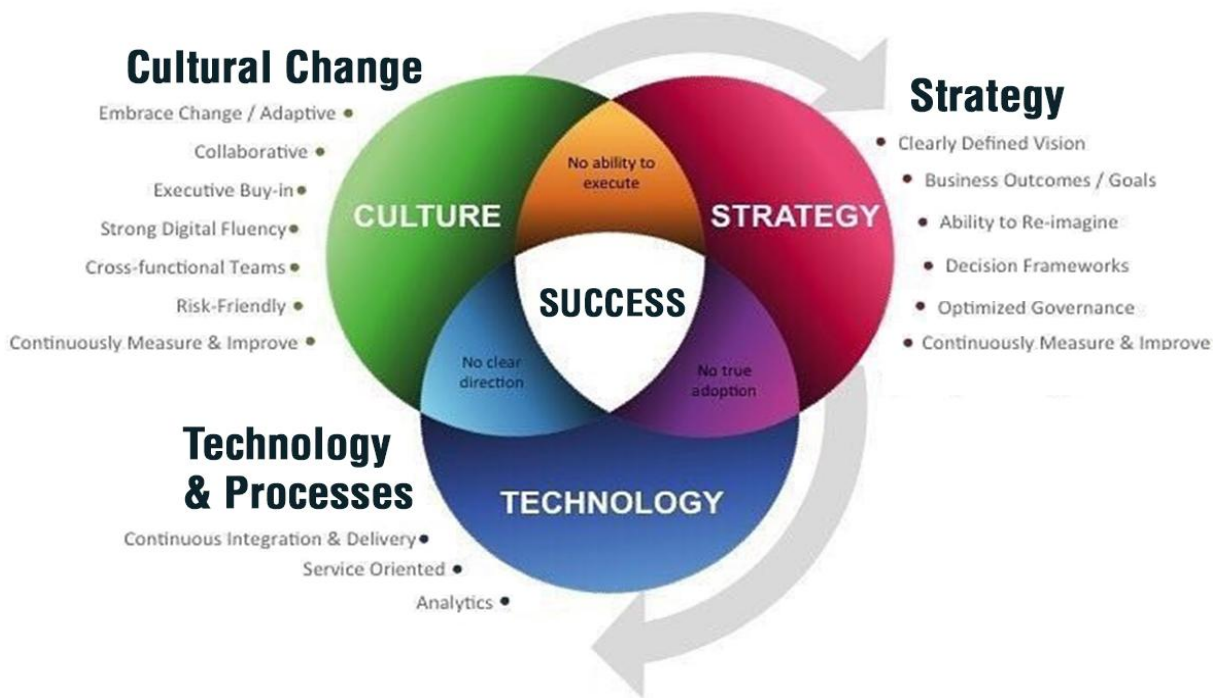 Cultural Change
Embrace Change / Adaptive
Collaborative
Executive Buy-in
Strong Digital Fluency
Cross-functional Teams
Risk-Friendly
Continuously Measure & Improve
Strategy
Clearly Defined Vision
Business Outcomes / Goals
Ability to Re-imagine
Decision Frameworks
Optimized Governance
Continuously Measure & Improve
No ability to
execute
CULTURE
STRATEGY
SUCCESS
No clear
direction
No true
adoption
TECHNOLOGY
Technology
& Processes
Continuous Integration & Delivery
Service Oriented
Analytics